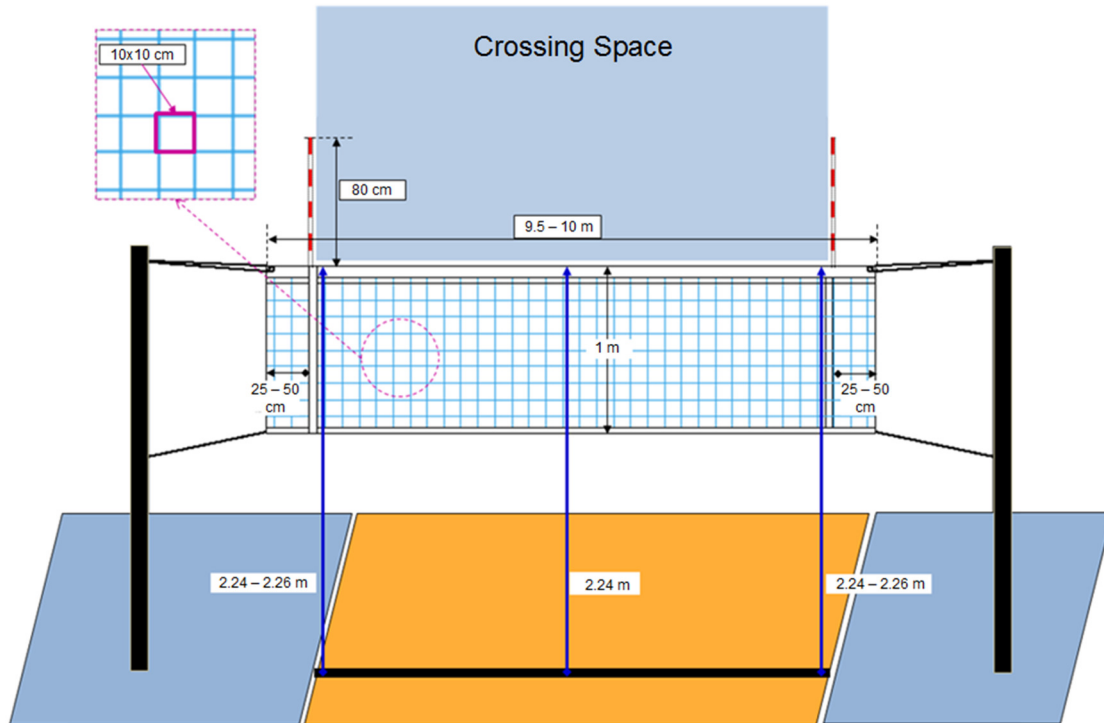 Crossing Space
10x10 cm
80 cm
9.5 – 10 m
1 m
25 – 50
cm
25 – 50
cm
2.24 – 2.26 m
2.24 m
2.24 – 2.26 m